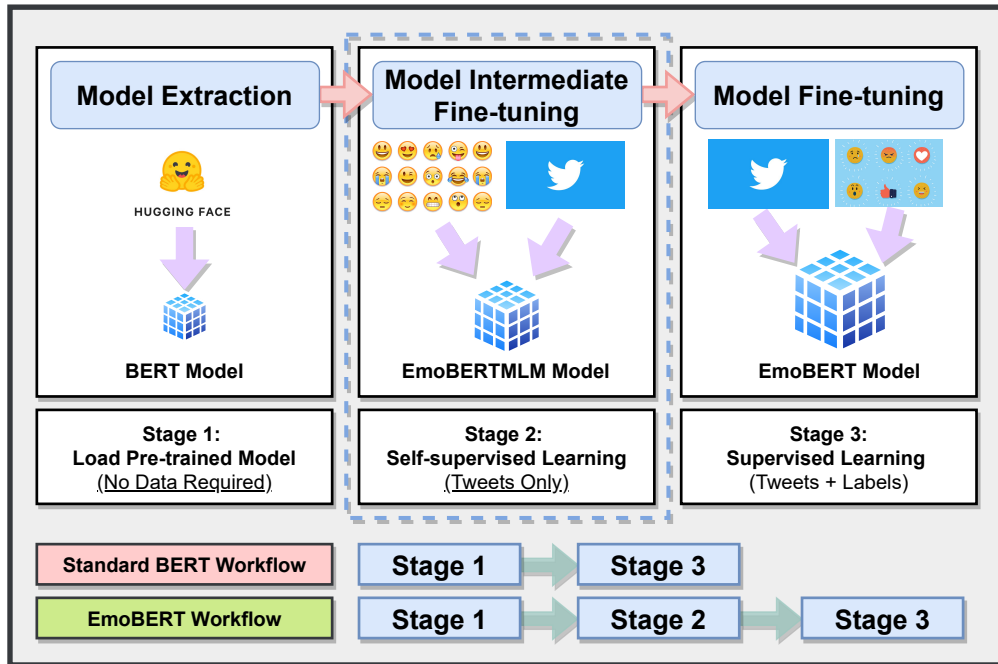 Model Extraction
Model Intermediate
Fine-tuning
Model Fine-tuning
HUGGING FACE
BERT Model
EmoBERTMLM Model
EmoBERT Model
Stage 1:
Load Pre-trained Model
(No Data Required)
Stage 2:
Self-supervised Learning
(Tweets Only)
Stage 3:
Supervised Learning
(Tweets + Labels)
Standard BERT Workflow
Stage 1
Stage 3
EmoBERT Workflow
Stage 1
Stage 2
Stage 3